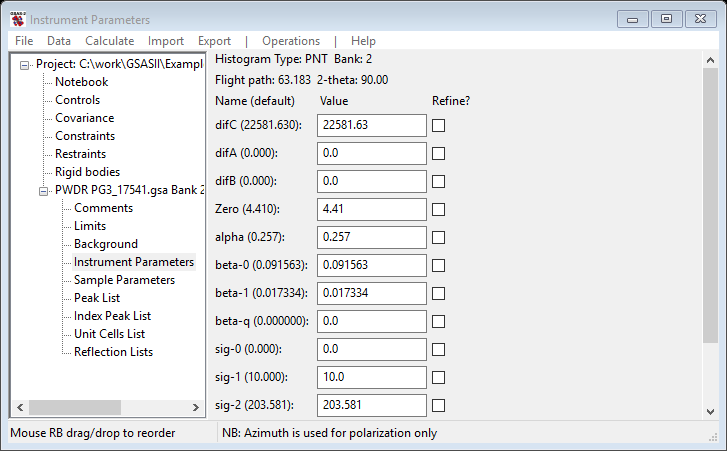 GSAS-2
Instrument Parameters
File Data Calculate Import Export | Operations | Help
Project: C:\work\GSASII\Exampl
Notebook
Controls
Covariance
Constraints
Restraints
Rigid bodies
PWDR PG3_17541.gsa Bank 2
Comments
Limits
Background
Instrument Parameters
Sample Parameters
Peak List
Index Peak List
Unit Cells List
Reflection Lists
Histogram Type: PNT Bank: 2
Flight path: 63.183 2-theta: 90.00
Name (default) Value Refine?
difC (22581.630): 22581.63
difA (0.000): 0.0
difB (0.000): 0.0
Zero (4.410): 4.41
alpha (0.257): 0.257
beta-0 (0.091563): 0.091563
beta-1 (0.017334): 0.017334
beta-q (0.000000): 0.0
sig-0 (0.000): 0.0
sig-1 (10.000): 10.0
sig-2 (203.581): 203.581
Mouse RB drag/drop to reorder
NB: Azimuth is used for polarization only